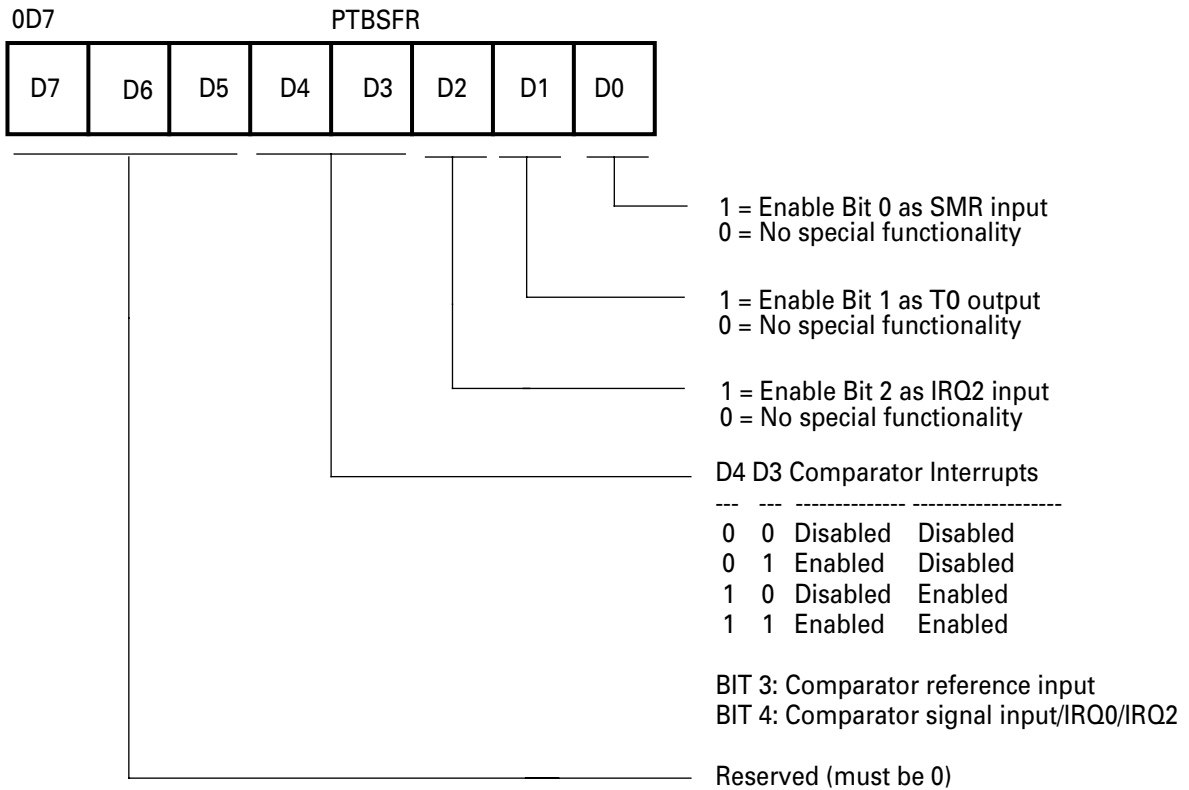 0D7 PTBSFR
D7 D6 D5 D4 D3 D2 D1 D0
1 = Enable Bit 0 as SMR input
0 = No special functionality
1 = Enable Bit 1 as T0 output
0 = No special functionality
1 = Enable Bit 2 as IRQ2 input
0 = No special functionality
D4 D3 Comparator Interrupts
--- --- -------------- -------------------
0 0 Disabled Disabled
0 1 Enabled Disabled
1 0 Disabled Enabled
1 1 Enabled Enabled
BIT 3: Comparator reference input
BIT 4: Comparator signal input/IRQ0/IRQ2
Reserved (must be 0)